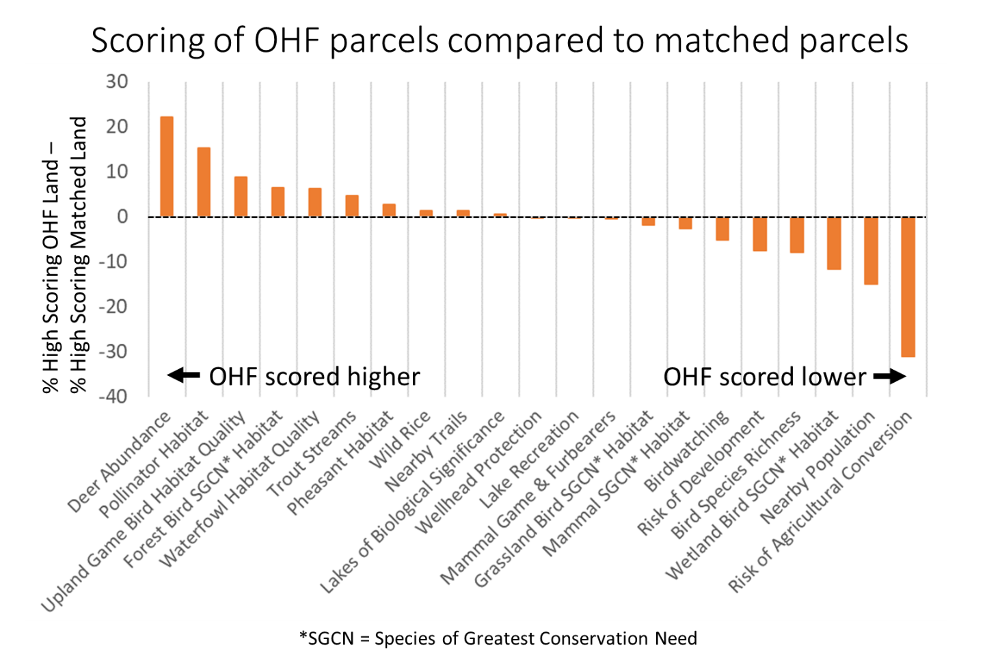 Scoring of OHF parcels compared to matched parcels
% High Scoring OHF Land –
% High Scoring Matched Land
30
20
10
0
-10
-20
-30
-40
OHF scored higher
OHF scored lower
Deer Abundance
Pollinator Habitat
Upland Game Bird Habitat Quality
Forest Bird SGCN* Habitat
Waterfowl Habitat Quality
Trout Streams
Pheasant Habitat
Wild Rice
Nearby Trails
Lakes of Biological Significance
Wellhead Protection
Lake Recreation
Mammal Game & Furbearers
Grassland Bird SGCN* Habitat
Mammal SGCN* Habitat
Birdwatching
Risk of Development
Bird Species Richness
Wetland Bird SGCN* Habitat
Nearby Population
Risk of Agricultural Conversion
*SGCN = Species of Greatest Conservation Need